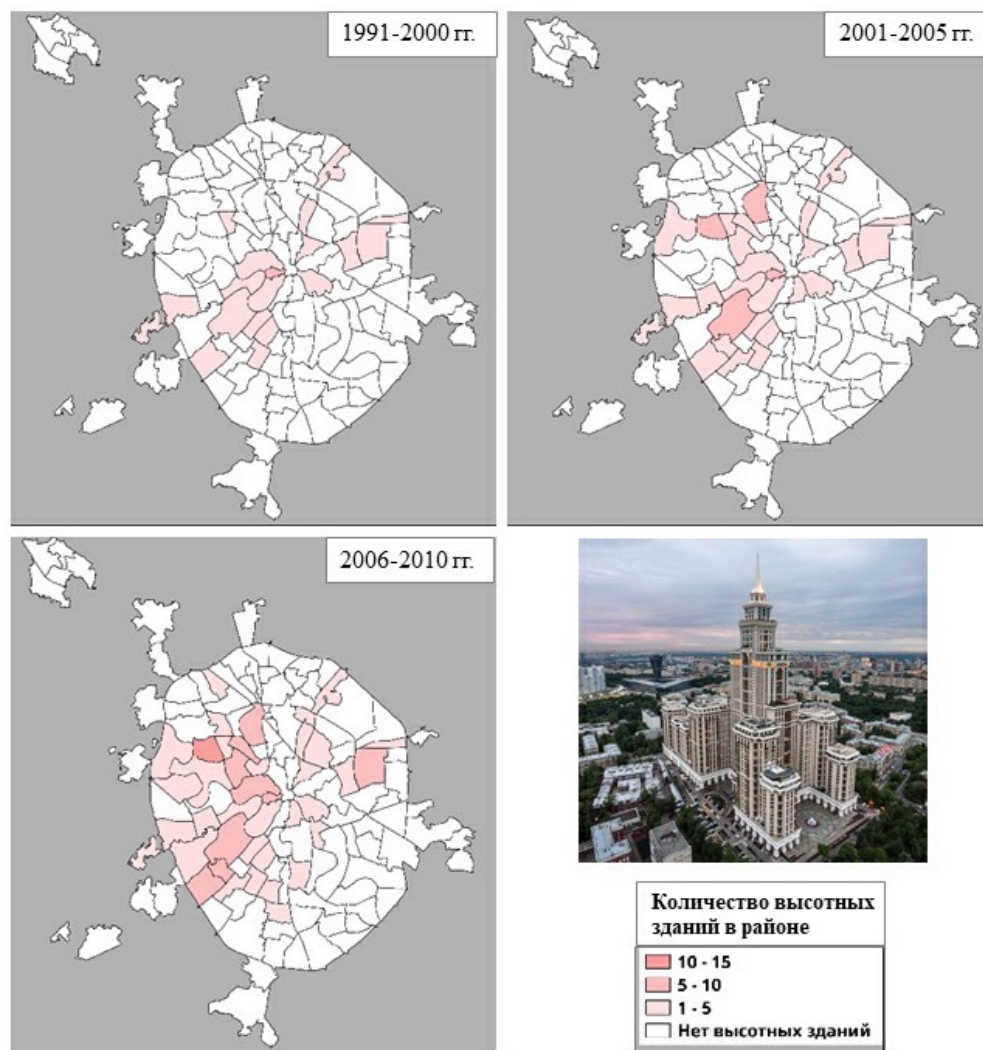 1991-2000 гг.
2001-2005 гг.
2006-2010 гг.
Количество высотных
зданий в районе
10 - 15
5 - 10
1 - 5
Нет высотных зданий